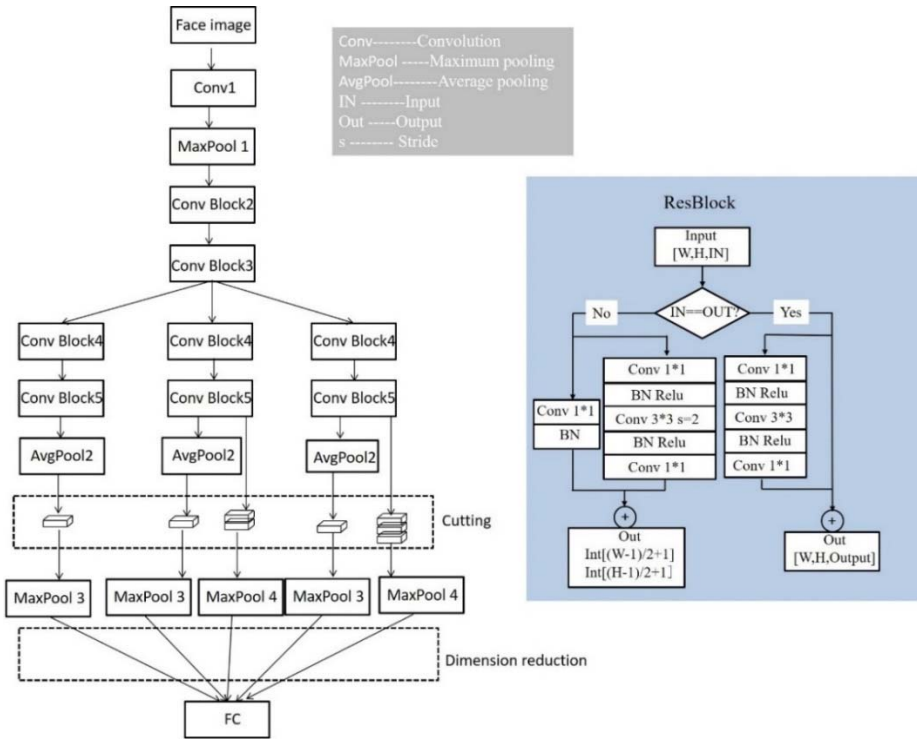 Face image
Conv1
MaxPool 1
Conv Block2
Conv Block3
Conv Block4
Conv Block4
Conv Block4
Conv Block5
Conv Block5
Conv Block5
AvgPool2
AvgPool2
AvgPool2
Cutting
MaxPool 3
MaxPool 3
MaxPool 4
MaxPool 3
MaxPool 4
Dimension reduction
FC
Conv--------Convolution
MaxPool -----Maximum pooling
AvgPool--------Average pooling
IN --------Input
Out -----Output
s -------- Stride
ResBlock
Input
[W,H,IN]
IN==OUT?
No
Yes
Conv 1*1
BN
Conv 1*1
BN Relu
Conv 3*3 s=2
BN Relu
Conv 1*1
Conv 1*1
BN Relu
Conv 3*3
BN Relu
Conv 1*1
+
+
Out
Int[(W-1)/2+1]
Int[(H-1)/2+1]
Out
[W,H,Output]